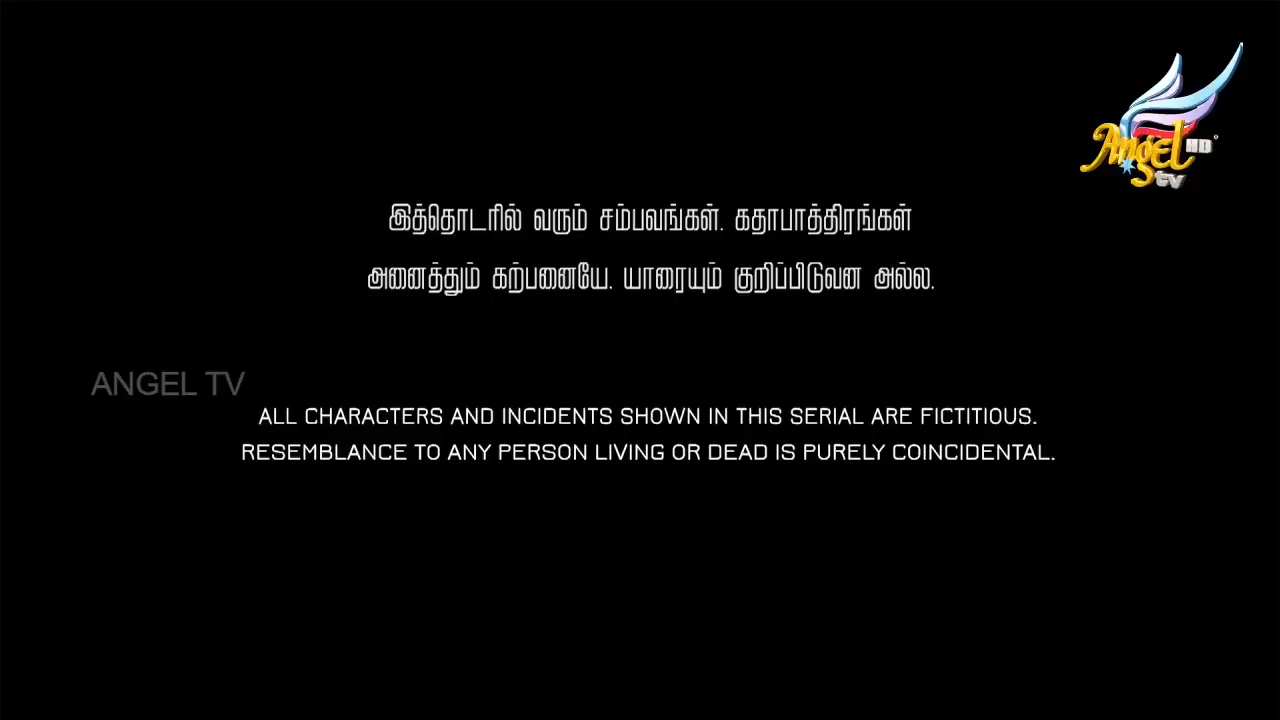 Angel HD
tv
இத்தொடரில் வரும் சம்பவங்கள். கதாபாத்திரங்கள்
அனைத்தும் கற்பனையே. யாரையும் குறிப்பிடுவன அல்ல.
ANGEL TV
ALL CHARACTERS AND INCIDENTS SHOWN IN THIS SERIAL ARE FICTITIOUS.
RESEMBLANCE TO ANY PERSON LIVING OR DEAD IS PURELY COINCIDENTAL.